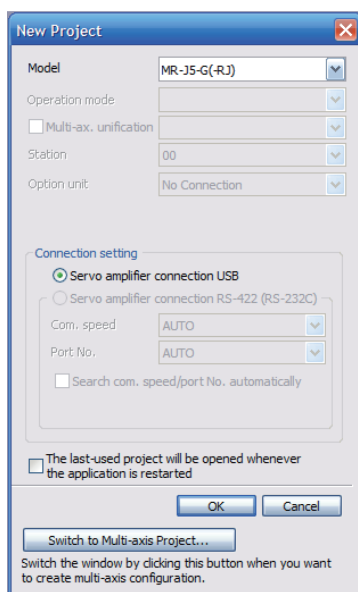 New Project
Model
MR-J5-G(-RJ)
Operation mode
Multi-ax. unification
Station
00
Option unit
No Connection
Connection setting
Servo amplifier connection USB
Servo amplifier connection RS-422 (RS-232C)
Com. speed
AUTO
Port No.
AUTO
Search com. speed/port No. automatically
The last-used project will be opened whenever
the application is restarted
OK
Cancel
Switch to Multi-axis Project...
Switch the window by clicking this button when you want
to create multi-axis configuration.